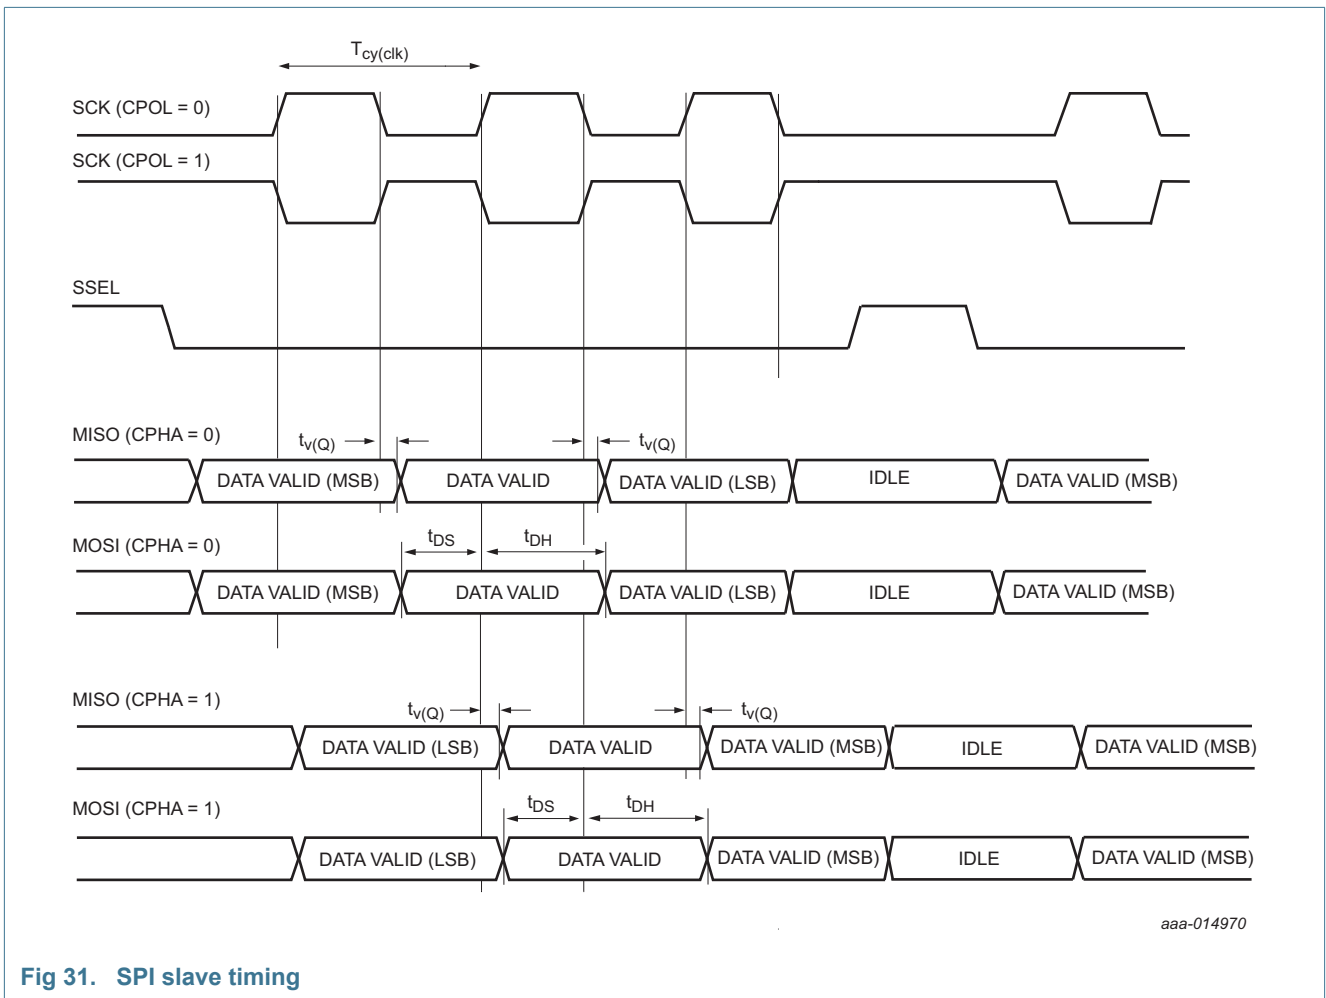 Tcy(clk)
SCK (CPOL = 0)
SCK (CPOL = 1)
SSEL
MISO (CPHA = 0)
tv(Q)
tv(Q)
DATA VALID (MSB) DATA VALID DATA VALID (LSB) IDLE DATA VALID (MSB)
MOSI (CPHA = 0)
tDS tDH
DATA VALID (MSB) DATA VALID DATA VALID (LSB) IDLE DATA VALID (MSB)
MISO (CPHA = 1)
tv(Q)
tv(Q)
DATA VALID (LSB) DATA VALID DATA VALID (MSB) IDLE DATA VALID (MSB)
MOSI (CPHA = 1)
tDS tDH
DATA VALID (LSB) DATA VALID DATA VALID (MSB) IDLE DATA VALID (MSB)
aaa-014970
Fig 31. SPI slave timing